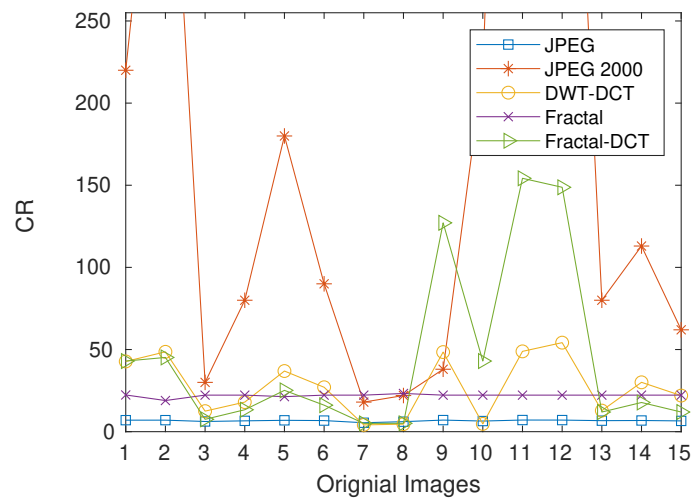 250
200
150
100
50
0
CR
1 2 3 4 5 6 7 8 9 10 11 12 13 14 15
Orignial Images
JPEG
JPEG 2000
DWT-DCT
Fractal
Fractal-DCT